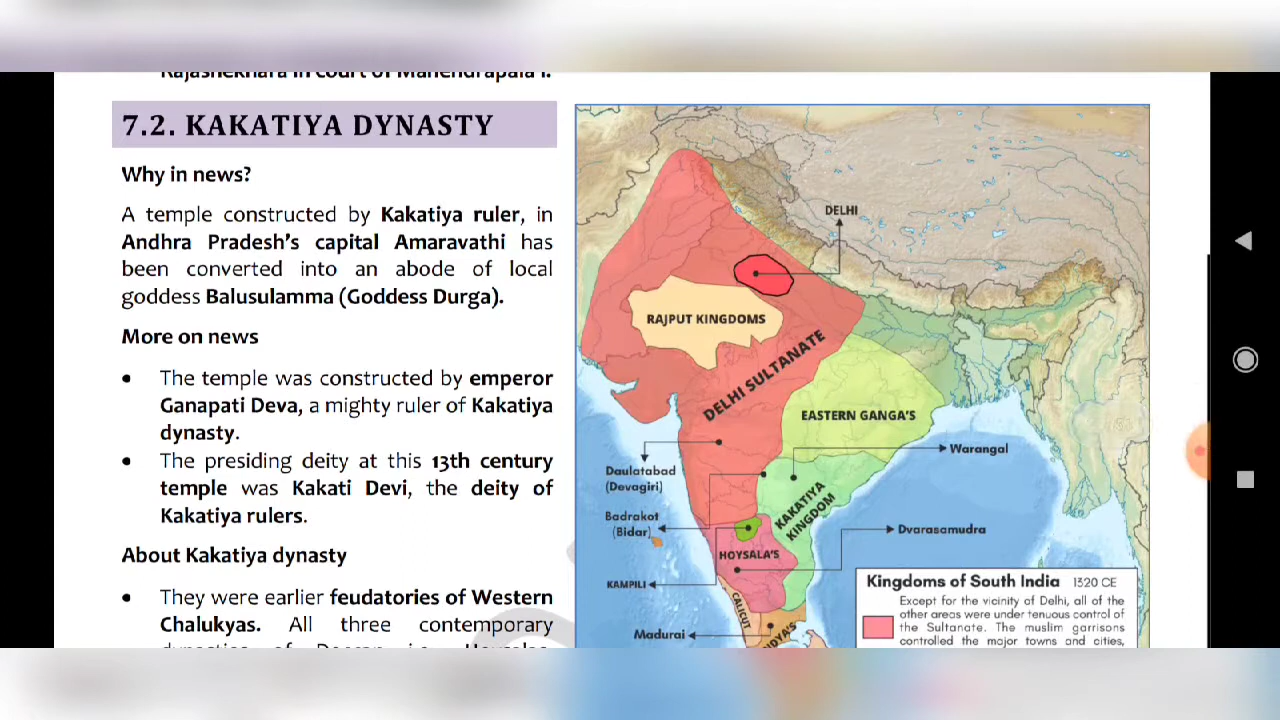 Rajashekhara in court of Mahendrapala I.
7.2. KAKATIYA DYNASTY
Why in news?
A temple constructed by Kakatiya ruler, in
Andhra Pradesh's capital Amaravathi has
been converted into an abode of local
goddess Balusulamma (Goddess Durga).
More on news
• The temple was constructed by emperor
Ganapati Deva, a mighty ruler of Kakatiya
dynasty.
• The presiding deity at this 13th century
temple was Kakati Devi, the deity of
Kakatiya rulers.
About Kakatiya dynasty
• They were earlier feudatories of Western
Chalukyas. All three contemporary
DELHI
RAJPUT KINGDOMS
DELHI SULTANATE
EASTERN GANGA'S
Warangal
Daulatabad
(Devagiri)
KAKATIYA
KINGDOM
Badrakot
(Bidar)
Dvarasamudra
HOYSALA'S
KAMPILI
CALICUT
Madurai
Kingdoms of South India 1320 CE
Except for the vicinity of Delhi, all of the
other areas were under tenuous control of
the Sultanate. The muslim garrisons
controlled the major towns and cities,